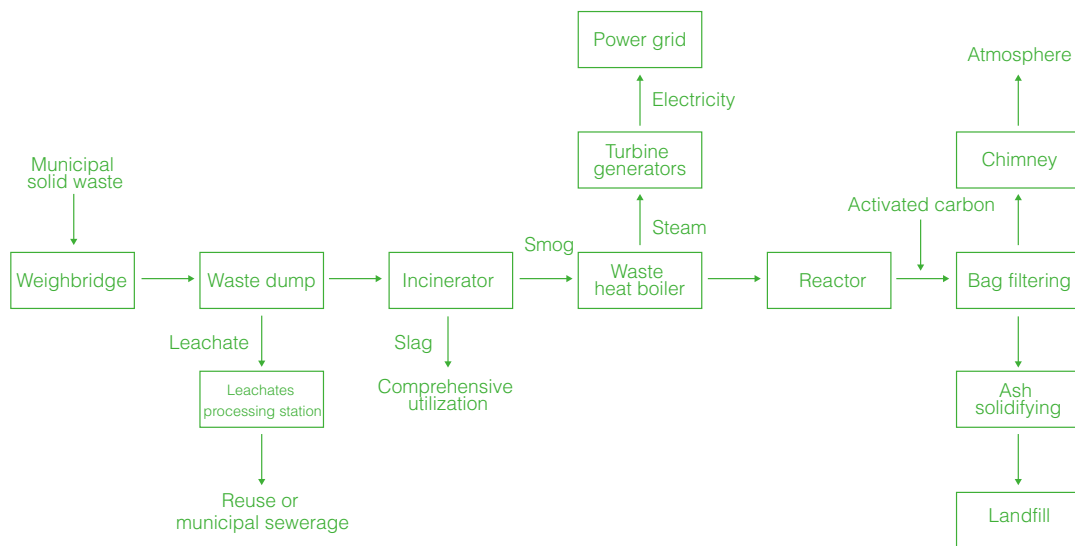 Power grid
Atmosphere
Electricity
Turbine
generators
Chimney
Municipal
solid waste
Activated carbon
Steam
Smog
Weighbridge
Waste dump
Incinerator
Waste
heat boiler
Reactor
Bag filtering
Leachate
Slag
Leachates
processing station
Comprehensive
utilization
Ash
solidifying
Reuse or
municipal sewerage
Landfill